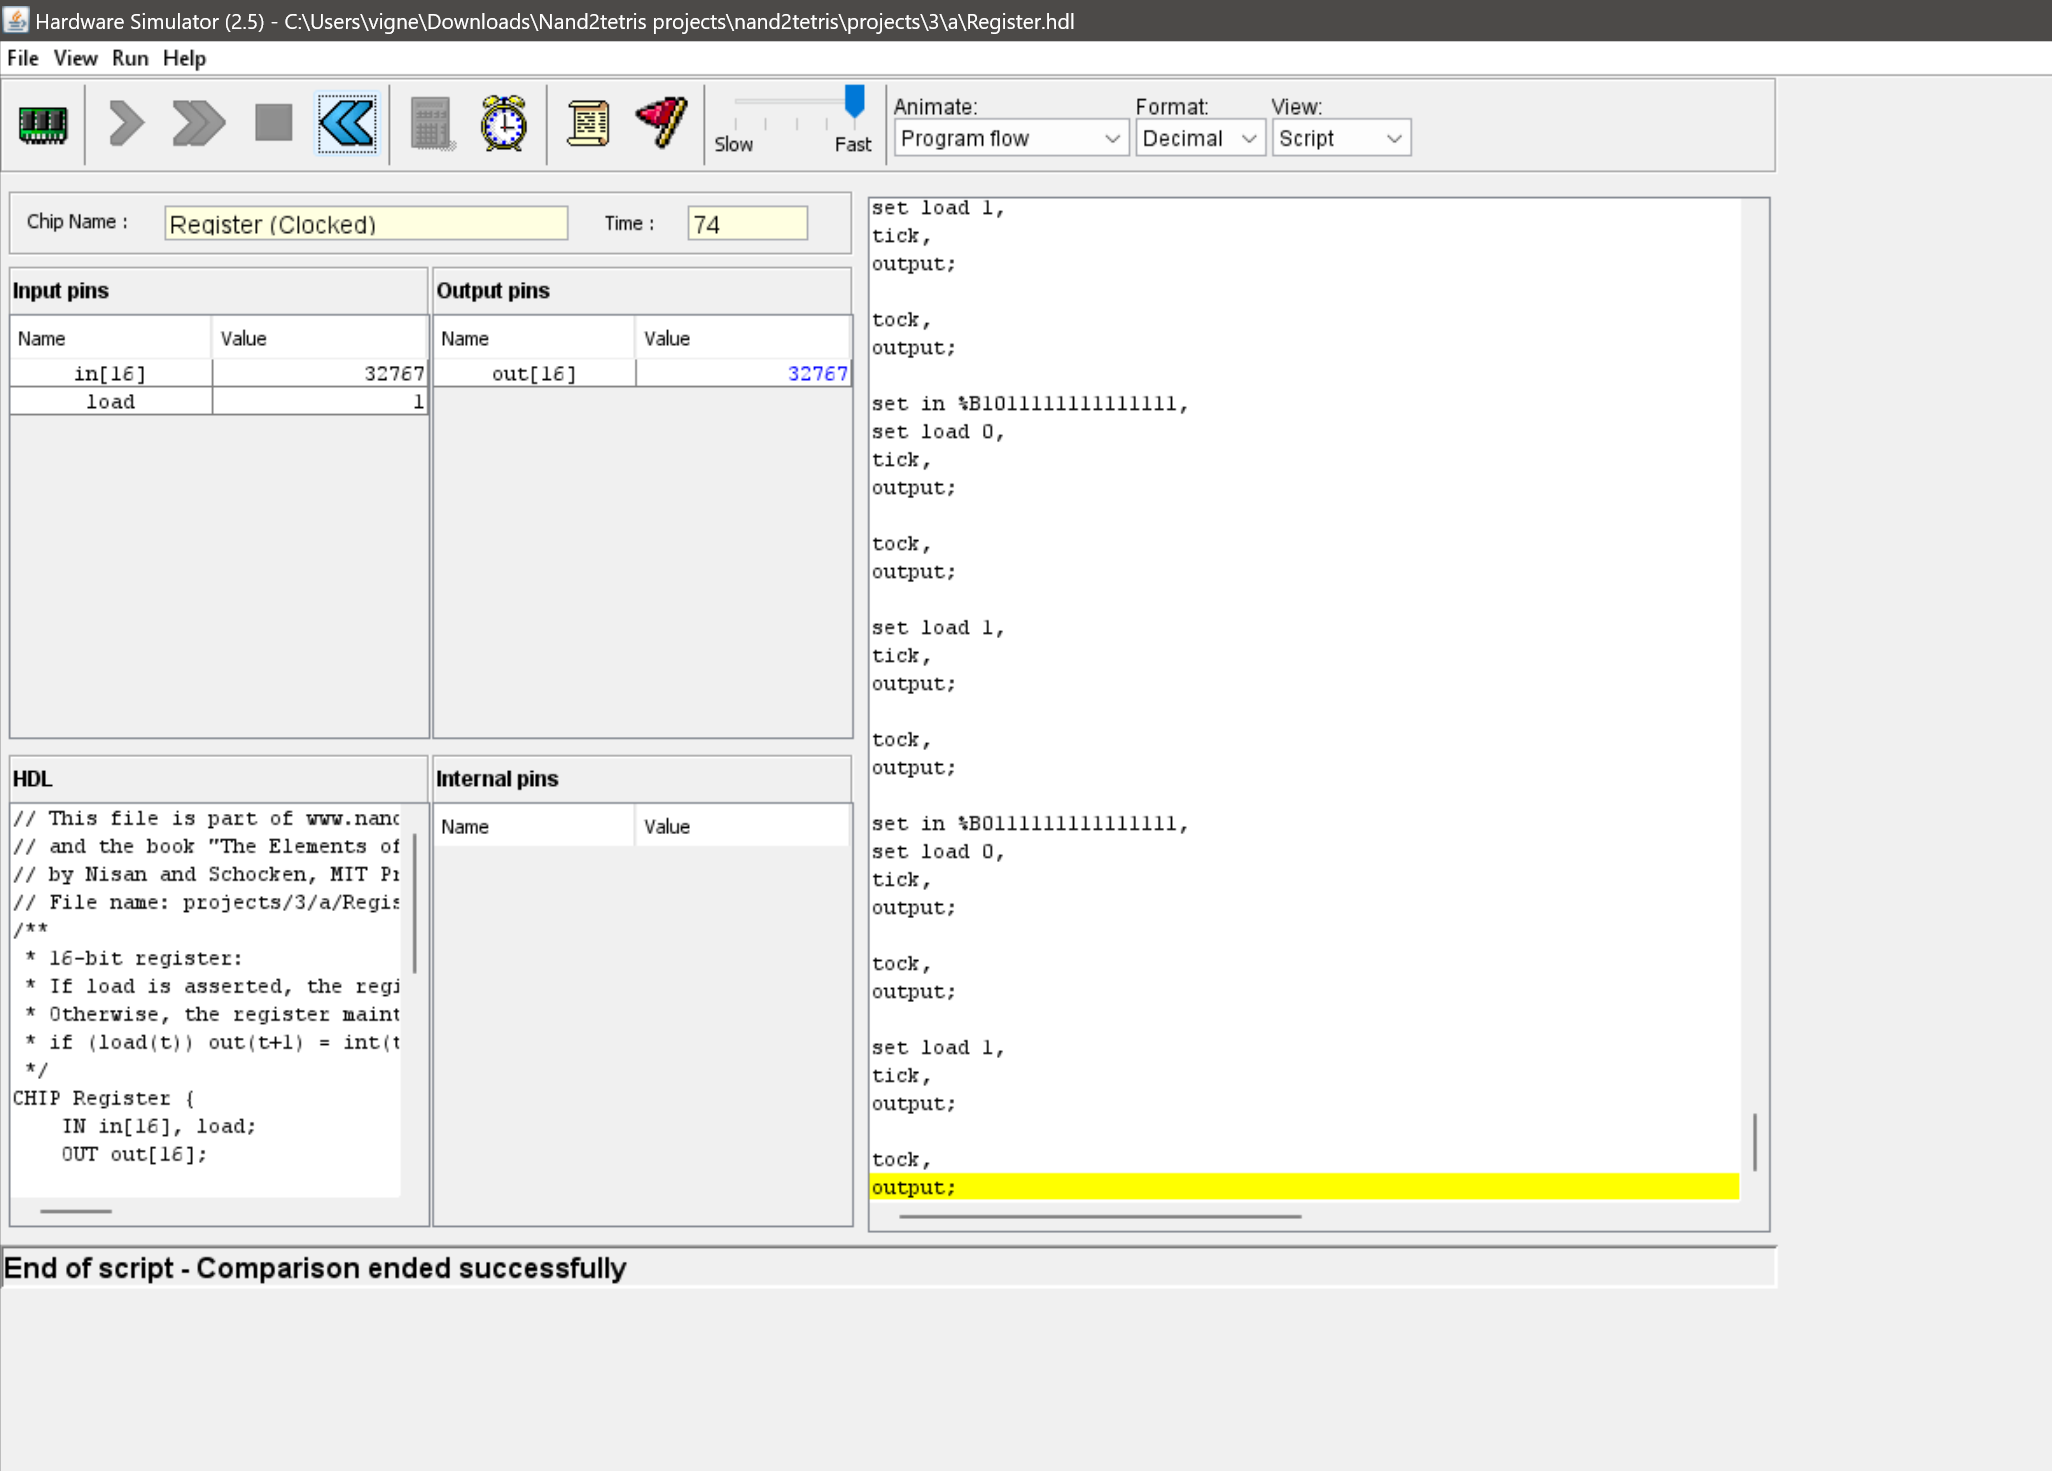 Hardware Simulator (2.5) - C:\Users\vigne\Downloads\Nand2tetris projects\nand2tetris\projects\3\a\Register.hdl
File View Run Help
Slow Fast
Animate: Format: View:
Program flow Decimal Script
Chip Name : Register (Clocked) Time : 74
Input pins
Name Value
in[16] 32767
load 1
Output pins
Name Value
out[16] 32767
HDL
// This file is part of www.nanc
// and the book "The Elements of
// by Nisan and Schocken, MIT Pr
// File name: projects/3/a/Regis
/**
* 16-bit register:
* If load is asserted, the regi
* Otherwise, the register maint
* if (load(t)) out(t+1) = int(t
*/
CHIP Register {
IN in[16], load;
OUT out[16];
Internal pins
Name Value
set load 1,
tick,
output;
tock,
output;
set in %B1011111111111111,
set load 0,
tick,
output;
tock,
output;
set load 1,
tick,
output;
tock,
output;
set in %B0111111111111111,
set load 0,
tick,
output;
tock,
output;
set load 1,
tick,
output;
tock,
output;
End of script - Comparison ended successfully